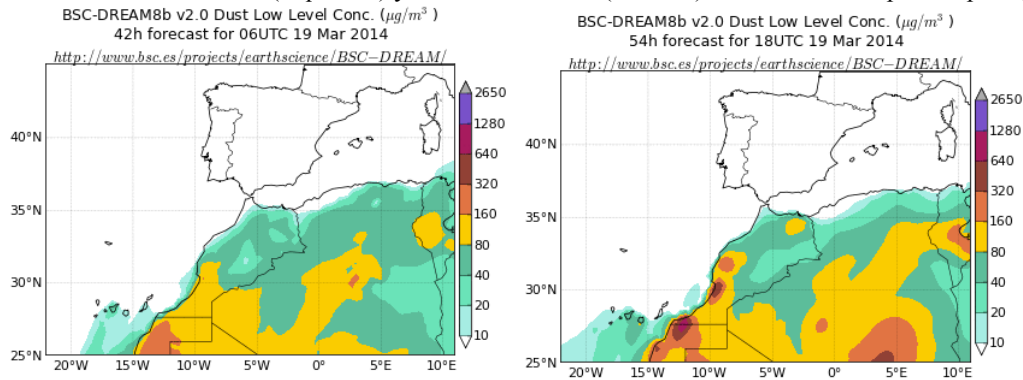 BSC-DREAM8b v2.0 Dust Low Level Conc. (μg/m³ )
42h forecast for 06UTC 19 Mar 2014
http://www.bsc.es/projects/earthscience/BSC−DREAM/
40°N
35°N
30°N
25°N
20°W
15°W
10°W
5°W
0°
5°E
10°E
2650
1280
640
320
160
80
40
20
10
BSC-DREAM8b v2.0 Dust Low Level Conc. (μg/m³ )
54h forecast for 18UTC 19 Mar 2014
http://www.bsc.es/projects/earthscience/BSC−DREAM/
40°N
35°N
30°N
25°N
20°W
15°W
10°W
5°W
0°
5°E
10°E
2650
1280
640
320
160
80
40
20
10